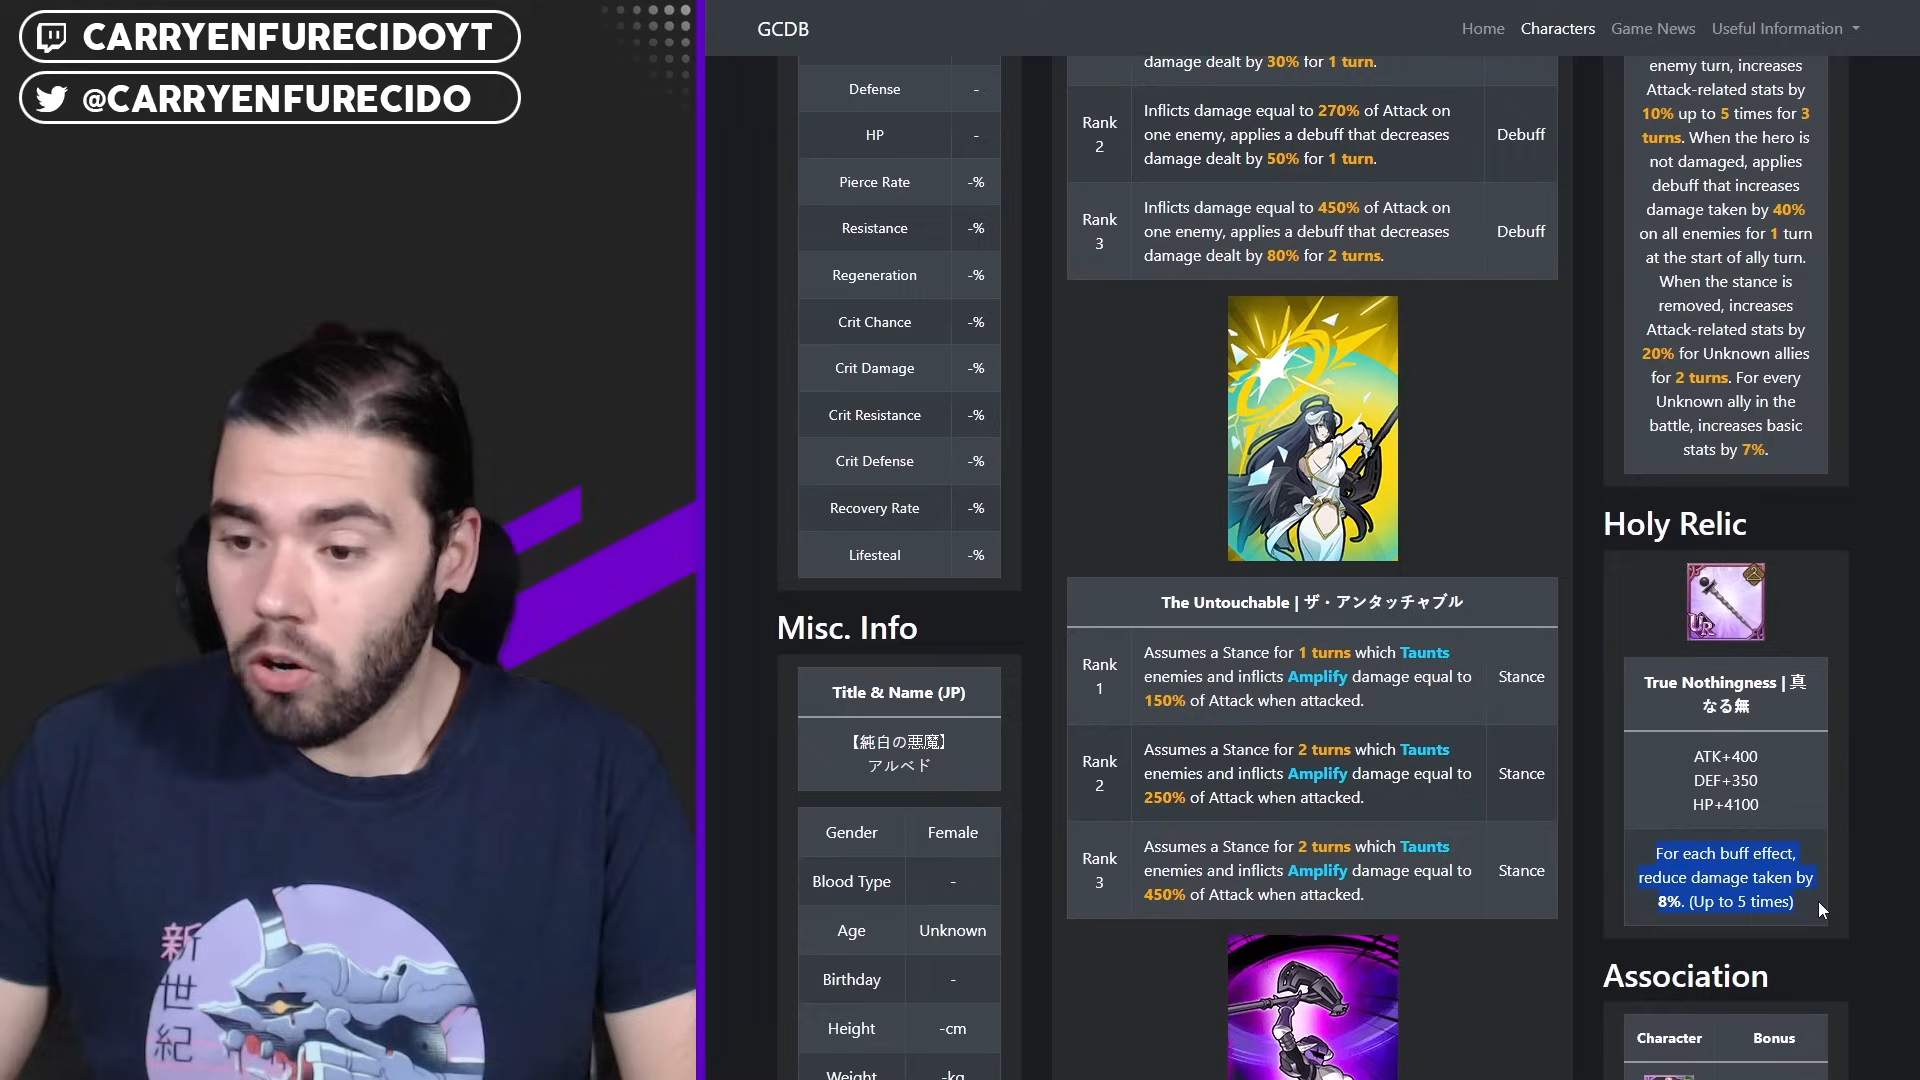 CARRYENFURECIDOYT
@CARRYENFURECIDO
GCDB
Home
Characters
Game News
Useful Information
Defense -
HP -
Pierce Rate -%
Resistance -%
Regeneration -%
Crit Chance -%
Crit Damage -%
Crit Resistance -%
Crit Defense -%
Recovery Rate -%
Lifesteal -%
Misc. Info
Title & Name (JP)
【純白の悪魔】
アルベド
Gender Female
Blood Type -
Age Unknown
Birthday -
Height -cm
Weight -kg
damage dealt by 30% for 1 turn.
Rank 2
Inflicts damage equal to 270% of Attack on
one enemy, applies a debuff that decreases
damage dealt by 50% for 1 turn.
Debuff
Rank 3
Inflicts damage equal to 450% of Attack on
one enemy, applies a debuff that decreases
damage dealt by 80% for 2 turns.
Debuff
The Untouchable | ザ・アンタッチャブル
Rank 1
Assumes a Stance for 1 turns which Taunts
enemies and inflicts Amplify damage equal to
150% of Attack when attacked.
Stance
Rank 2
Assumes a Stance for 2 turns which Taunts
enemies and inflicts Amplify damage equal to
250% of Attack when attacked.
Stance
Rank 3
Assumes a Stance for 2 turns which Taunts
enemies and inflicts Amplify damage equal to
450% of Attack when attacked.
Stance
enemy turn, increases
Attack-related stats by
10% up to 5 times for 3
turns. When the hero is
not damaged, applies
debuff that increases
damage taken by 40%
on all enemies for 1 turn
at the start of ally turn.
When the stance is
removed, increases
Attack-related stats by
20% for Unknown allies
for 2 turns. For every
Unknown ally in the
battle, increases basic
stats by 7%.
Holy Relic
UR
True Nothingness | 真
なる無
ATK+400
DEF+350
HP+4100
For each buff effect,
reduce damage taken by
8%. (Up to 5 times)
Association
Character Bonus
新世紀